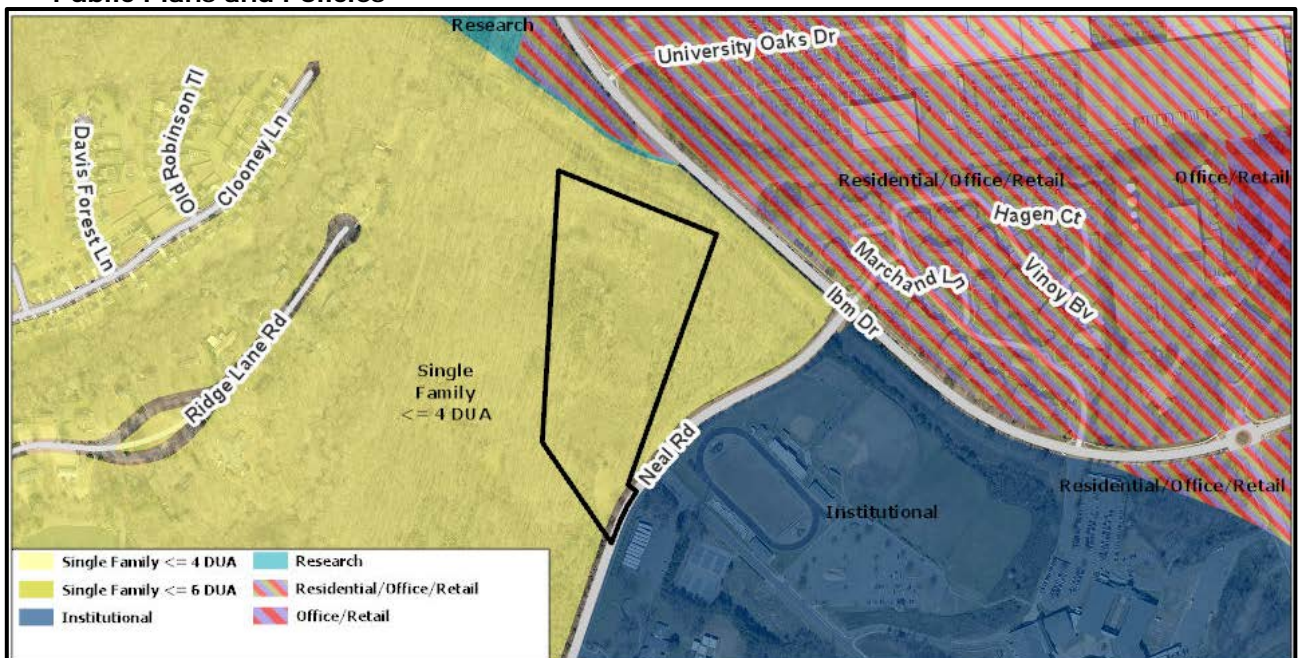 Public Plans and Policies
Research
University Oaks Dr
Old Robinson Tl
Clooney Ln
Davis Forest Ln
Residential/Office/Retail
Office/Retail
Hagen Ct
Marchand Ln
Vinoy Bv
Ibm Dr
Ridge Lane Rd
Single
Family
<= 4 DUA
Neal Rd
Residential/Office/Retail
Institutional
Single Family <= 4 DUA
Research
Single Family <= 6 DUA
Residential/Office/Retail
Institutional
Office/Retail